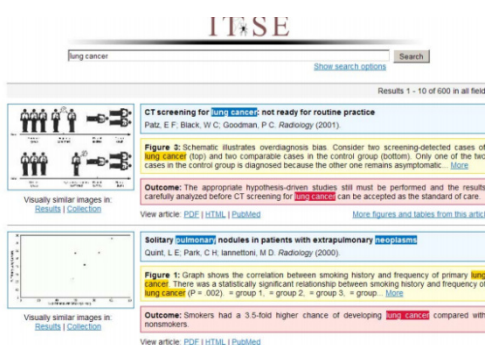 IT★SE
lung cancer
Search
Show search options
Results 1 - 10 of 600 in all field
CT screening for lung cancer: not ready for routine practice
Patz, E F; Black, W C; Goodman, P C. Radiology (2001).
Figure 3: Schematic illustrates overdiagnosis bias. Consider two screening-detected cases of
lung cancer (top) and two comparable cases in the control group (bottom). Only one of the two
cases in the control group is diagnosed because the other one remains asymptomatic... More
Outcome: The appropriate hypothesis-driven studies still must be performed and the results
carefully analyzed before CT screening for lung cancer can be accepted as the standard of care.
Visually similar images in:
Results | Collection
View article: PDF | HTML | PubMed
More figures and tables from this articl
Solitary pulmonary nodules in patients with extrapulmonary neoplasms
Quint, L E; Park, C H; Iannettoni, M D. Radiology (2000).
Figure 1: Graph shows the correlation between smoking history and frequency of primary lung
cancer. There was a statistically significant relationship between smoking history and frequency of
lung cancer (P = .002). = group 1, = group 2, = group 3, = group... More
Outcome: Smokers had a 3.5-fold higher chance of developing lung cancer compared with
nonsmokers.
Visually similar images in:
Results | Collection
View article: PDF | HTML | PubMed